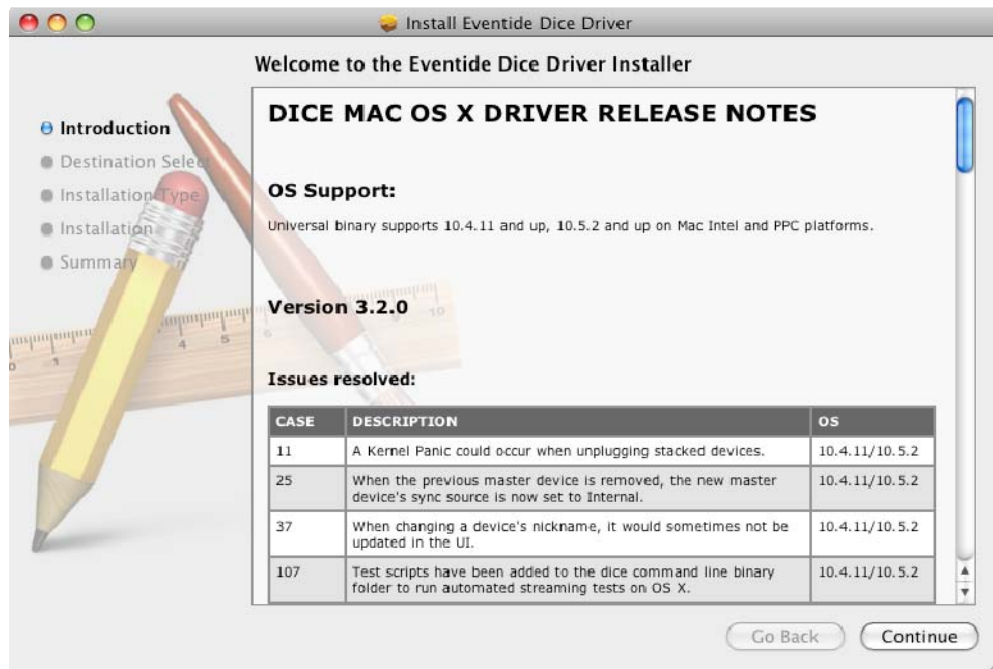 Install Eventide Dice Driver
Welcome to the Eventide Dice Driver Installer
Introduction
Destination Select
Installation Type
Installation
Summary
DICE MAC OS X DRIVER RELEASE NOTES
OS Support:
Universal binary supports 10.4.11 and up, 10.5.2 and up on Mac Intel and PPC platforms.
Version 3.2.0
Issues resolved:
CASE DESCRIPTION OS
11 A Kernel Panic could occur when unplugging stacked devices. 10.4.11/10.5.2
25 When the previous master device is removed, the new master 10.4.11/10.5.2
device's sync source is now set to Internal.
37 When changing a device's nickname, it would sometimes not be 10.4.11/10.5.2
updated in the UI.
107 Test scripts have been added to the dice command line binary 10.4.11/10.5.2
folder to run automated streaming tests on OS X.
0 1 4 5 6 10
Go Back Continue